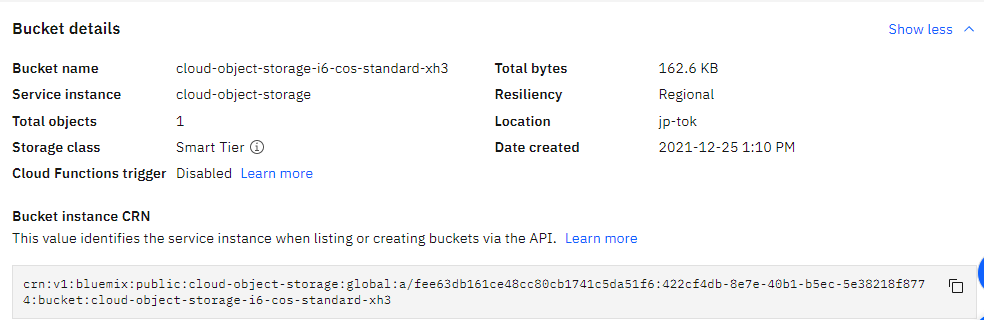 Bucket details Show less
Bucket name cloud-object-storage-i6-cos-standard-xh3 Total bytes 162.6 KB
Service instance cloud-object-storage Resiliency Regional
Total objects 1 Location jp-tok
Storage class Smart Tier Date created 2021-12-25 1:10 PM
Cloud Functions trigger Disabled Learn more
Bucket instance CRN
This value identifies the service instance when listing or creating buckets via the API. Learn more
crn:v1:bluemix:public:cloud-object-storage:global:a/fee63db161ce48cc80cb1741c5da51f6:422cf4db-8e7e-40b1-b5ec-5e38218f877
4:bucket:cloud-object-storage-i6-cos-standard-xh3